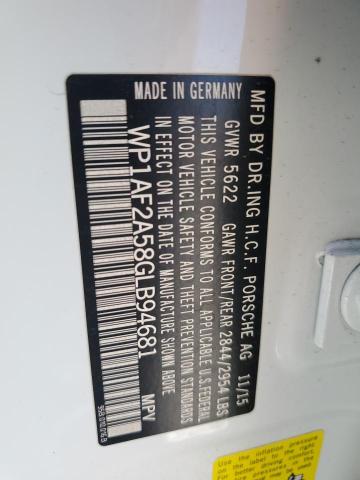 MADE IN GERMANY
MFD BY DR.ING H.C.F. PORSCHE AG 11/15
GVWR 5622 GAWR FRONT/REAR 2844/2954 LBS
THIS VEHICLE CONFORMS TO ALL APPLICABLE U.S. FEDERAL
MOTOR VEHICLE SAFETY AND THEFT PREVENTION STANDARDS
IN EFFECT ON THE DATE OF MANUFACTURE SHOWN ABOVE
WP1AF2A58GLB94681 MPV